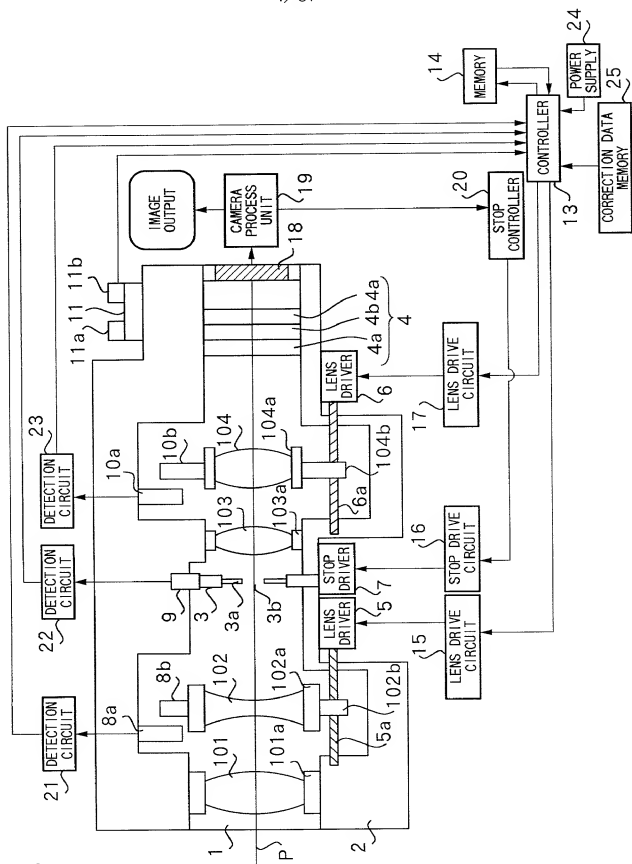 24
14
MEMORY
POWER SUPPLY
25
CONTROLLER
13
CORRECTION DATA MEMORY
IMAGE OUTPUT
CAMERA PROCESS UNIT
19
20
STOP CONTROLLER
18
11b
11
11a
4a
4b
4a
4
LENS DRIVER
6
LENS DRIVE CIRCUIT
17
23
DETECTION CIRCUIT
10a
10b
104
104a
104b
6a
103
103a
22
DETECTION CIRCUIT
9
3
3a
3b
STOP DRIVER
7
16
STOP DRIVE CIRCUIT
LENS DRIVER
5
15
LENS DRIVE CIRCUIT
21
DETECTION CIRCUIT
8a
8b
102
102a
102b
5a
101
101a
1
2
P